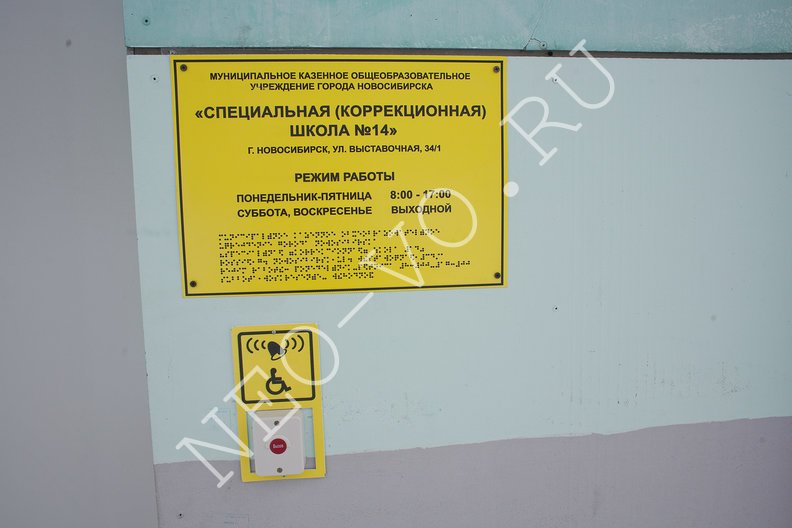 МУНИЦИПАЛЬНОЕ КАЗЕННОЕ ОБЩЕОБРАЗОВАТЕЛЬНОЕ
УЧРЕЖДЕНИЕ ГОРОДА НОВОСИБИРСКА
«СПЕЦИАЛЬНАЯ (КОРРЕКЦИОННАЯ)
ШКОЛА №14»
Г. НОВОСИБИРСК, УЛ. ВЫСТАВОЧНАЯ, 34/1
РЕЖИМ РАБОТЫ
ПОНЕДЕЛЬНИК-ПЯТНИЦА 8:00 - 17:00
СУББОТА, ВОСКРЕСЕНЬЕ ВЫХОДНОЙ
Вызов
NEO-VO.RU